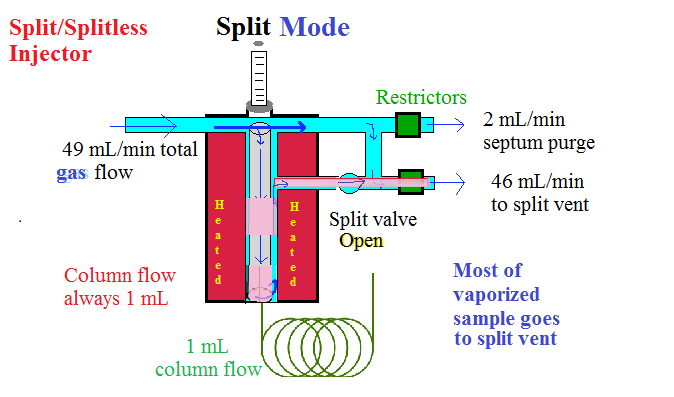 Split/Splitless
Injector
Split Mode
Restrictors
2 mL/min
septum purge
49 mL/min total
gas flow
46 mL/min
to split vent
Split valve
Open
Heated
Heated
Column flow
always 1 mL
Most of
vaporized
sample goes
to split vent
1 mL
column flow